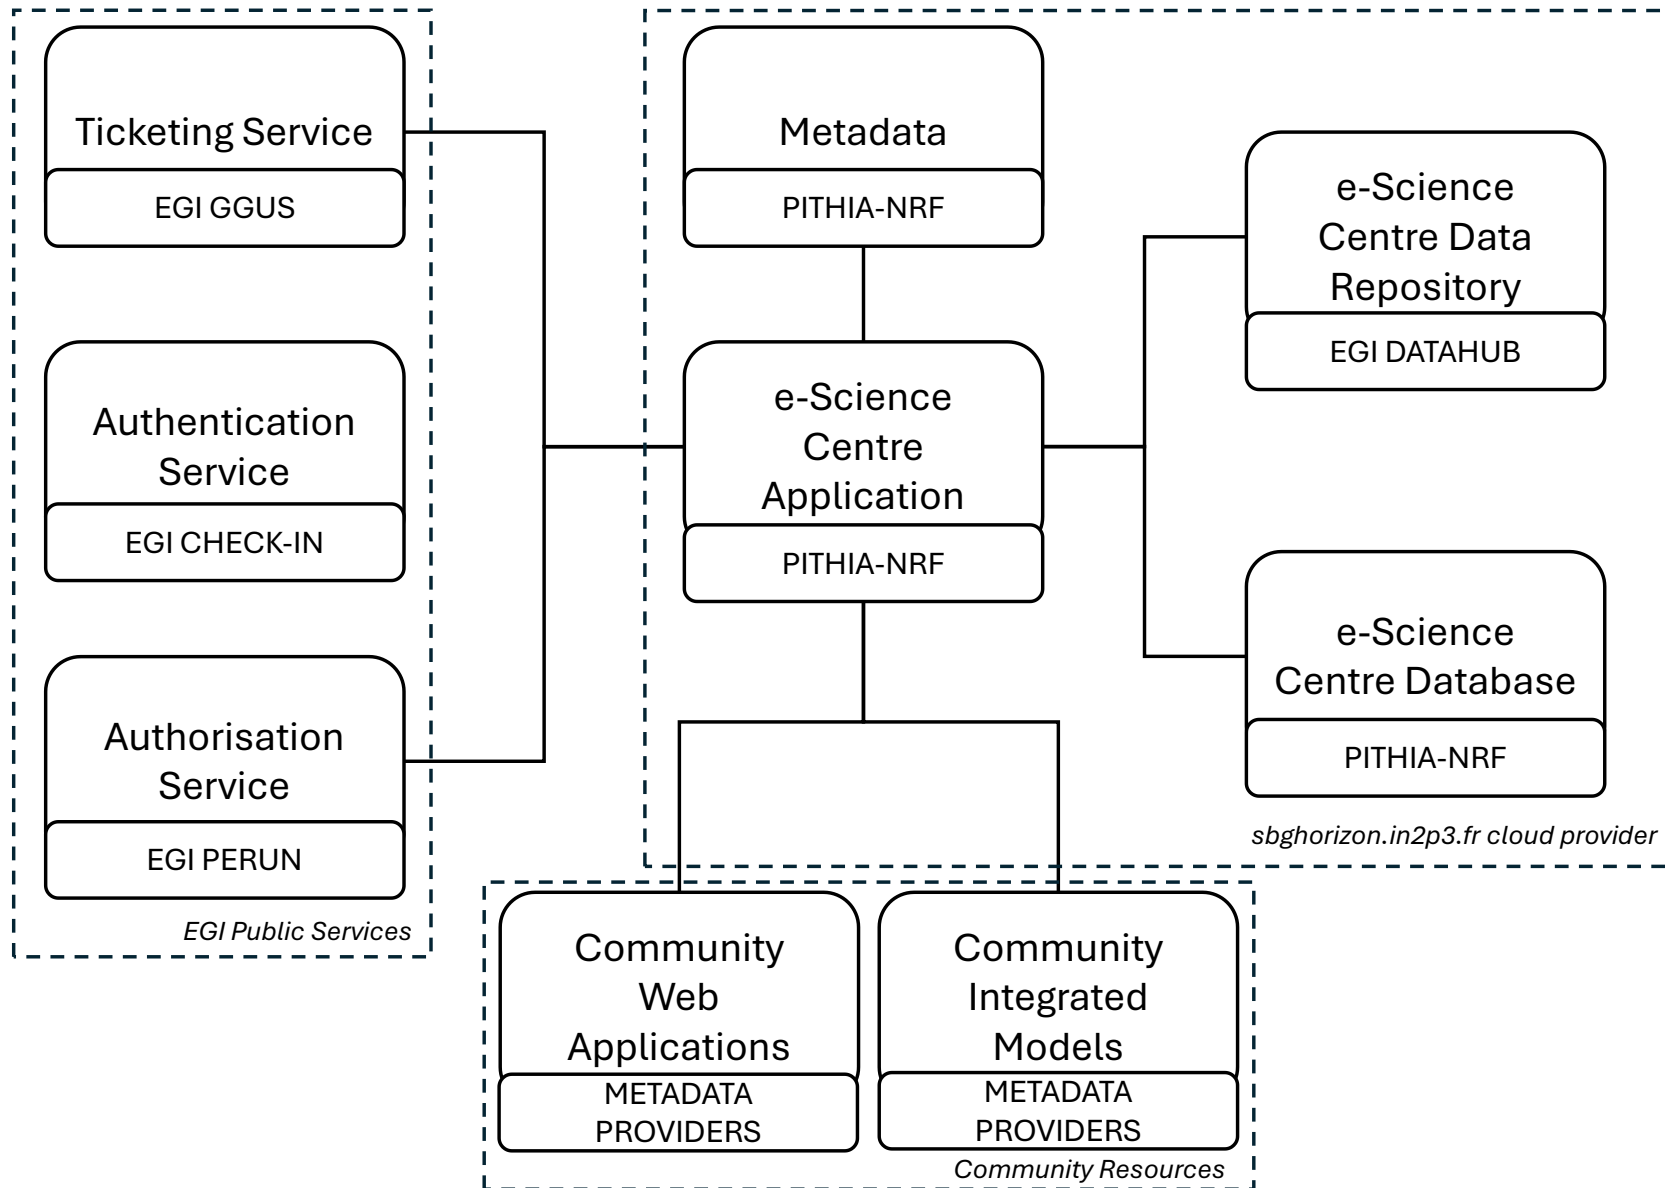 Ticketing Service
EGI GGUS
Authentication
Service
EGI CHECK-IN
Authorisation
Service
EGI PERUN
EGI Public Services
Metadata
PITHIA-NRF
e-Science
Centre
Application
PITHIA-NRF
e-Science
Centre Data
Repository
EGI DATAHUB
e-Science
Centre Database
PITHIA-NRF
sbghorizon.in2p3.fr cloud provider
Community
Web
Applications
METADATA
PROVIDERS
Community
Integrated
Models
METADATA
PROVIDERS
Community Resources